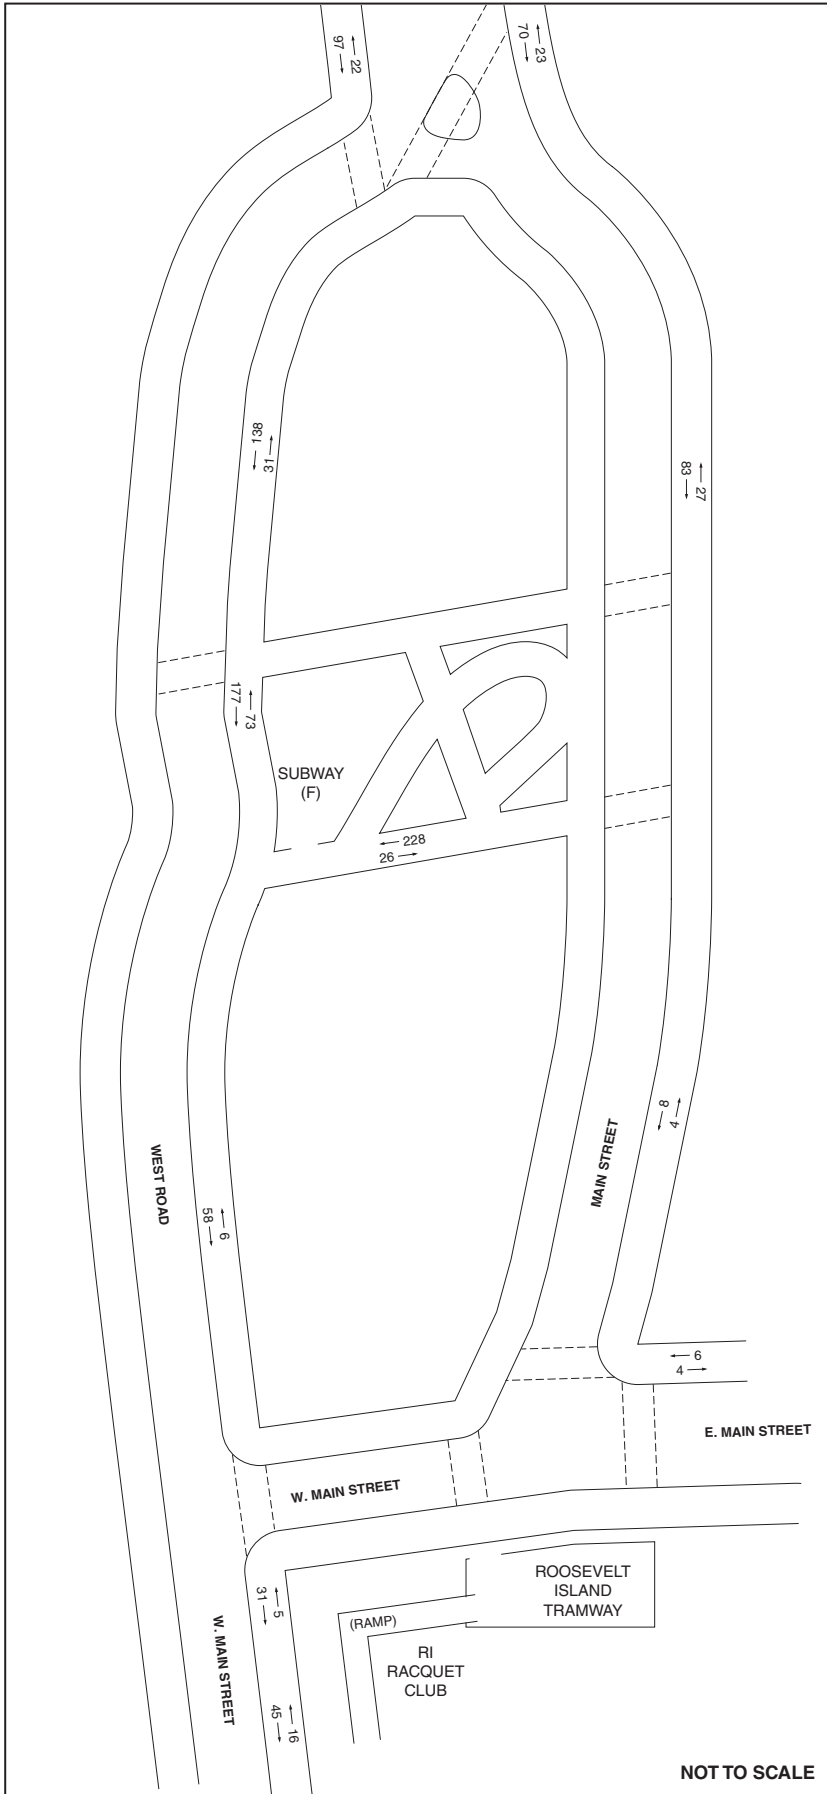 97
22
70
23
138
31
83
27
177
73
SUBWAY
(F)
228
26
WEST ROAD
MAIN STREET
8
4
58
6
6
4
E. MAIN STREET
W. MAIN STREET
ROOSEVELT
ISLAND
TRAMWAY
31
5
(RAMP)
RI
RACQUET
CLUB
W. MAIN STREET
45
16
NOT TO SCALE